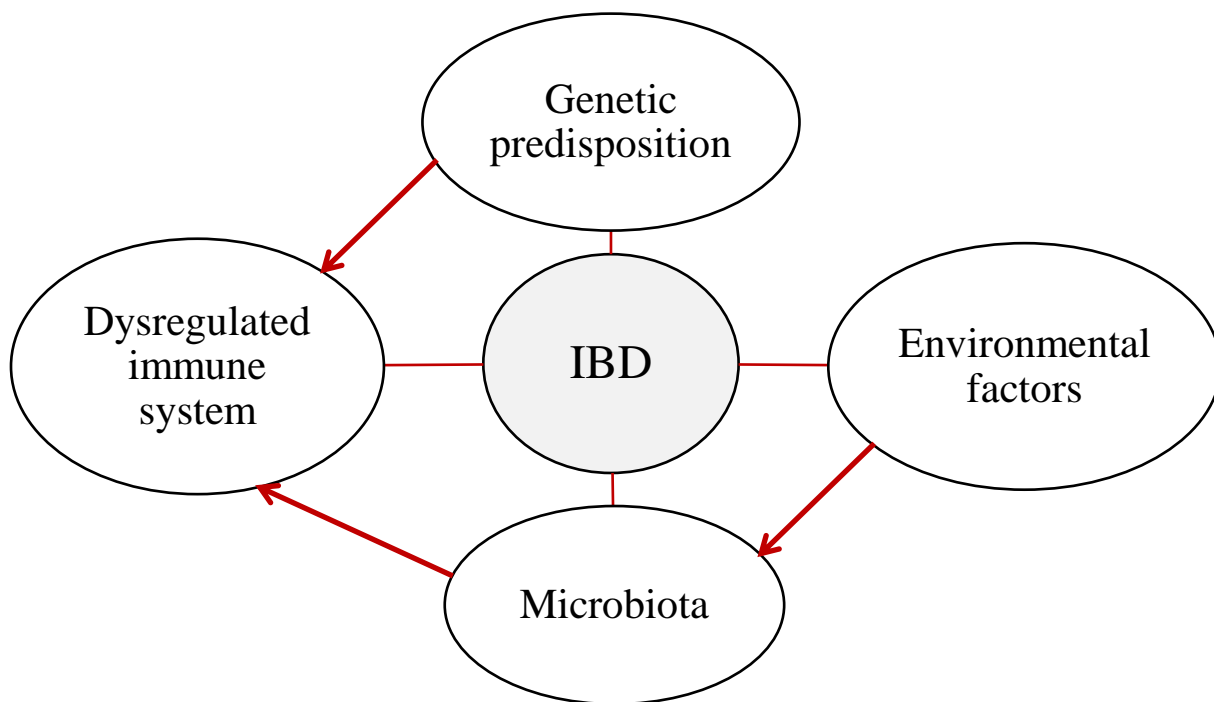 Genetic
predisposition
Dysregulated
immune
system
IBD
Environmental
factors
Microbiota